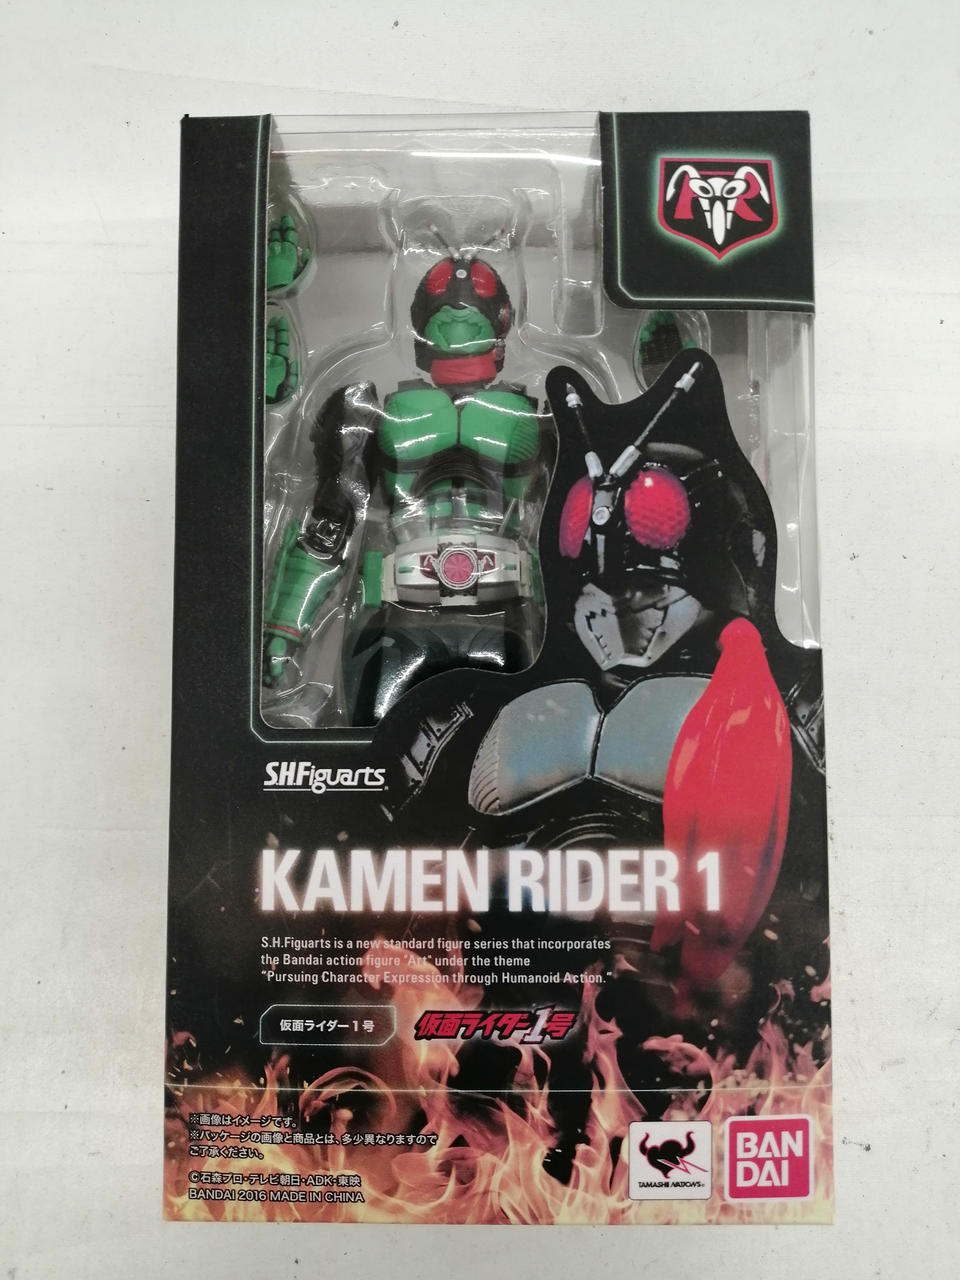 S.H.Figuarts
KAMEN RIDER 1
S.H.Figuarts is a new standard figure series that incorporates
the Bandai action figure "Art" under the theme
"Pursuing Character Expression through Humanoid Action."
仮面ライダー1号
仮面ライダー1号
※画像はイメージです。
※パッケージの画像と商品とは、多少異なりますので
ご了承ください。
©石森プロ・テレビ朝日・ADK・東映
BANDAI 2016 MADE IN CHINA
TAMASHII NATIONS
BAN
DAI